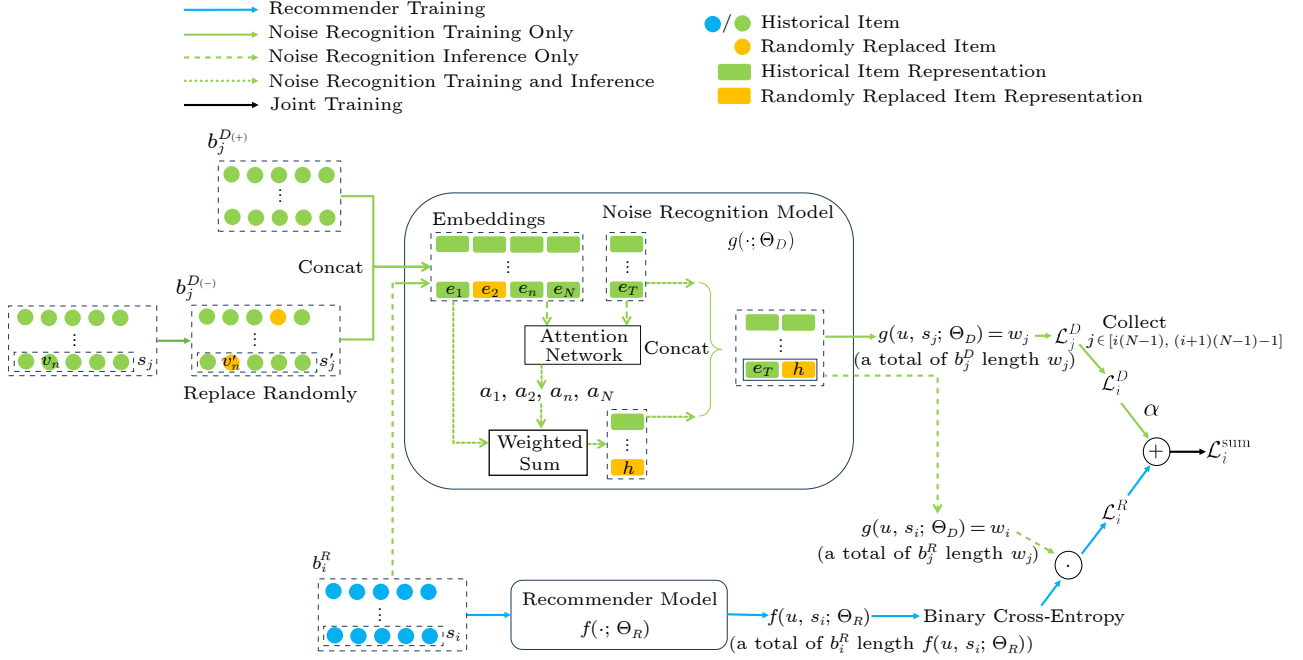 Recommender Training
Noise Recognition Training Only
Noise Recognition Inference Only
Noise Recognition Training and Inference
Joint Training
/ Historical Item
Randomly Replaced Item
Historical Item Representation
Randomly Replaced Item Representation
b_j^{D(+)}
⋮
Concat
b_j^{D(-)}
⋮
v_n s_j
⋮
v′_n s′_j
Replace Randomly
Embeddings
Noise Recognition Model
g(·; Θ_D)
⋮
⋮
e_1 e_2 e_n e_N
e_T
Attention
Network
Concat
a_1, a_2, a_n, a_N
Weighted
Sum
⋮
h
⋮
e_T h
g(u, s_j; Θ_D) = w_j
(a total of b_j^D length w_j)
ℒ_j^D
Collect
j∈[i(N−1), (i+1)(N−1)−1]
ℒ_i^D
α
+
ℒ_i^{sum}
ℒ_i^R
g(u, s_i; Θ_D) = w_i
(a total of b_j^R length w_j)
·
b_i^R
⋮
s_i
Recommender Model
f(·; Θ_R)
f(u, s_i; Θ_R)
(a total of b_i^R length f(u, s_i; Θ_R))
Binary Cross-Entropy